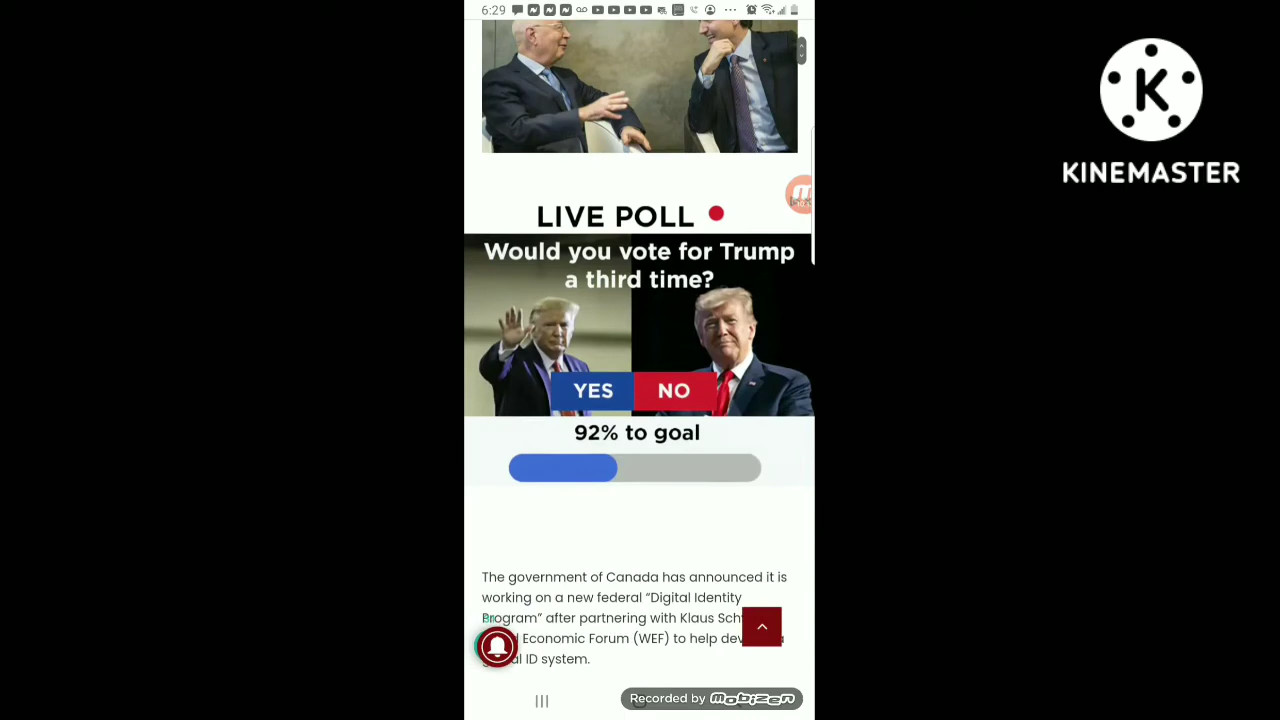 6:29
K
KINEMASTER
LIVE POLL
Would you vote for Trump
a third time?
YES NO
92% to goal
The government of Canada has announced it is
working on a new federal “Digital Identity
Program” after partnering with Klaus
Economic Forum (WEF) to help
ID system.
Recorded by mobizen